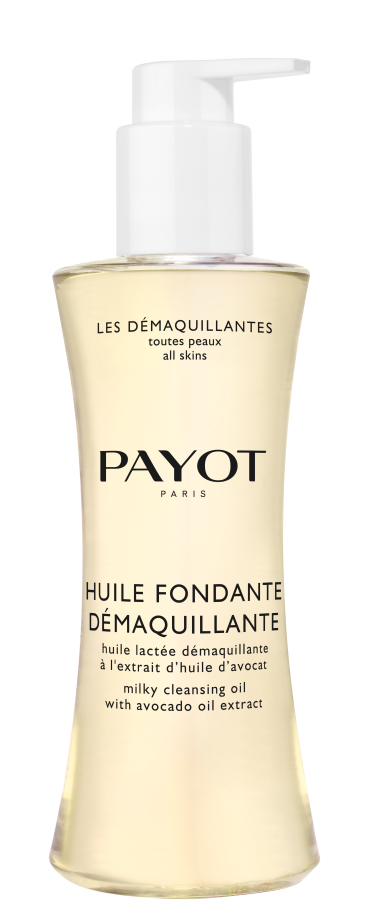 LES DÉMAQUILLANTES
toutes peaux
all skins
PAYOT
PARIS
HUILE FONDANTE
DÉMAQUILLANTE
huile lactée démaquillante
à l'extrait d'huile d'avocat
milky cleansing oil
with avocado oil extract